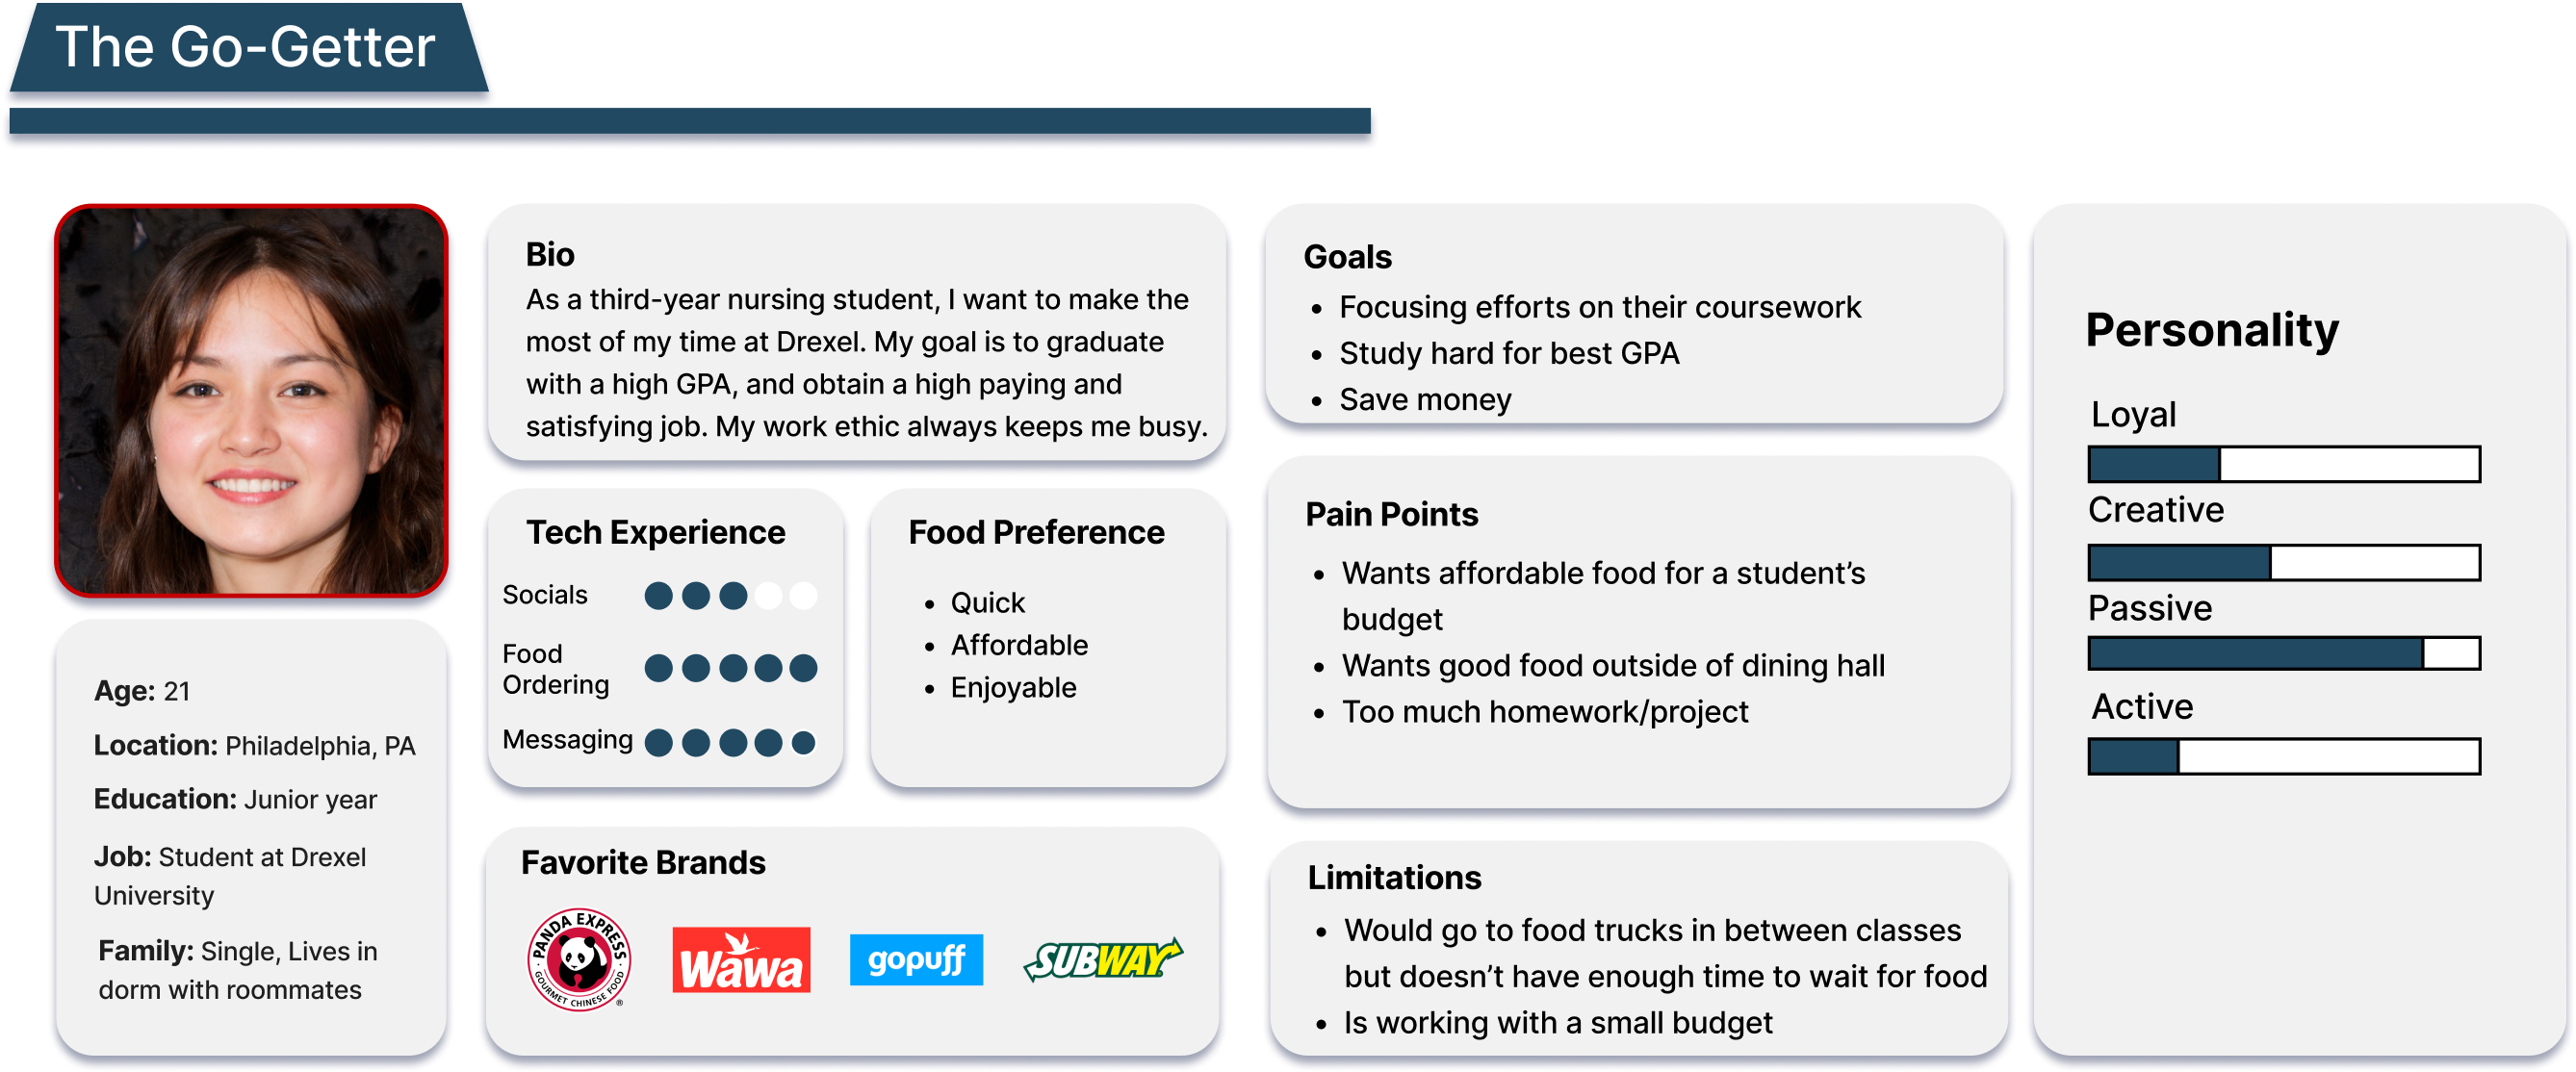 The Go-Getter
Age: 21
Location: Philadelphia, PA
Education: Junior year
Job: Student at Drexel
University
Family: Single, Lives in
dorm with roommates
Bio
As a third-year nursing student, I want to make the
most of my time at Drexel. My goal is to graduate
with a high GPA, and obtain a high paying and
satisfying job. My work ethic always keeps me busy.
Tech Experience
Socials
Food
Ordering
Messaging
Food Preference
• Quick
• Affordable
• Enjoyable
Favorite Brands
PANDA EXPRESS
GOURMET CHINESE FOOD
®
Wawa
gopuff
SUBWAY
Goals
• Focusing efforts on their coursework
• Study hard for best GPA
• Save money
Pain Points
• Wants affordable food for a student’s
budget
• Wants good food outside of dining hall
• Too much homework/project
Limitations
• Would go to food trucks in between classes
but doesn’t have enough time to wait for food
• Is working with a small budget
Personality
Loyal
Creative
Passive
Active